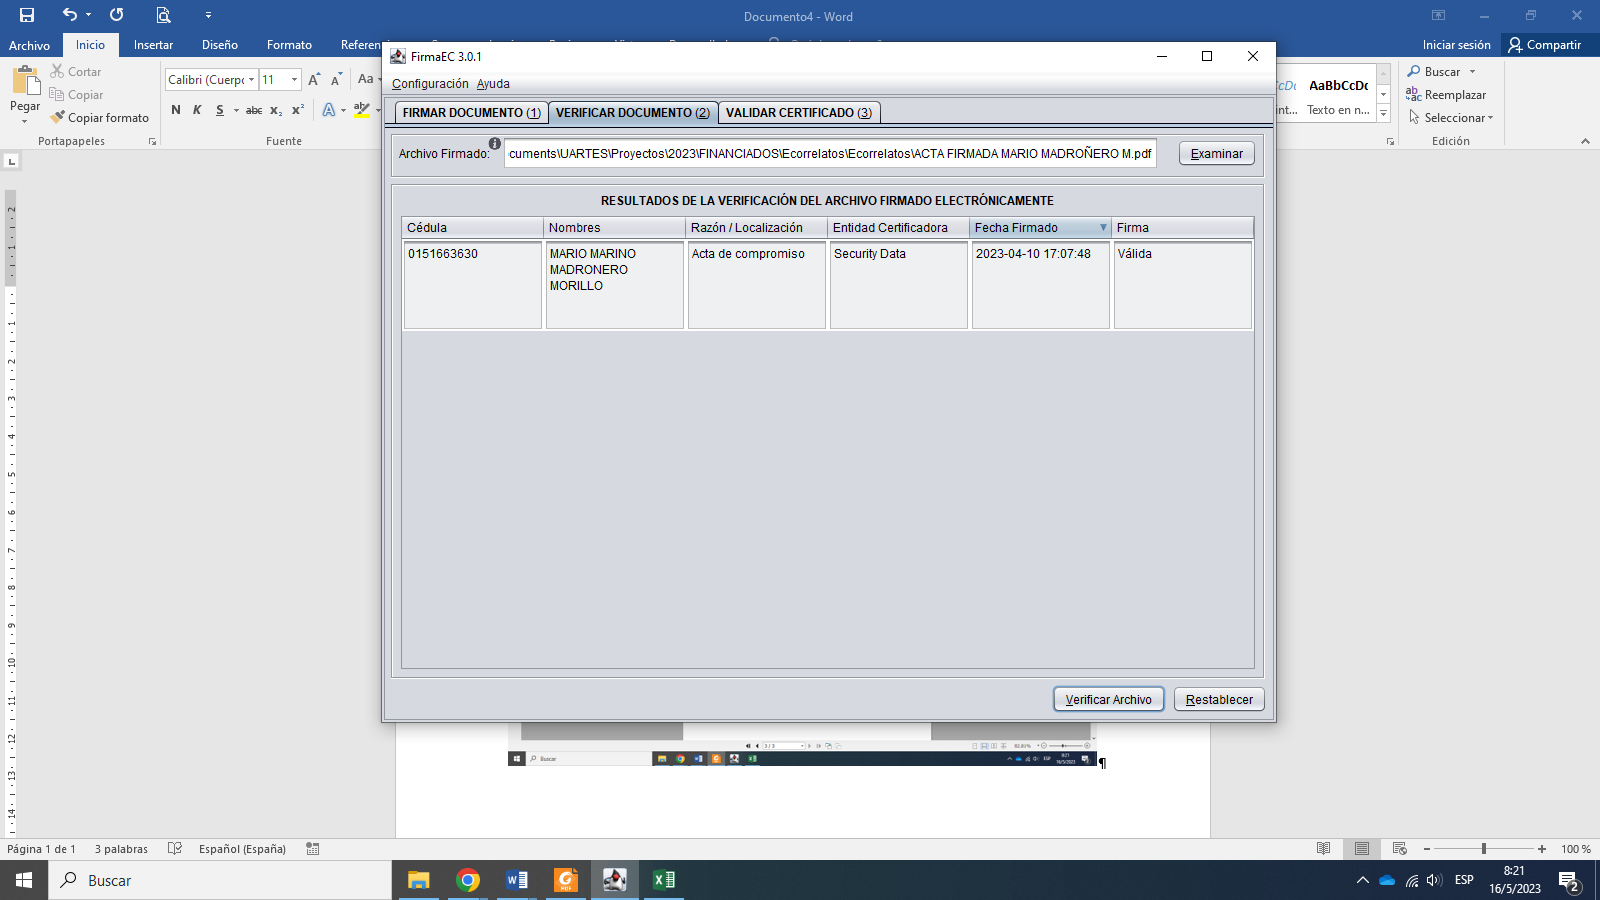 Documento4 - Word
Archivo Inicio Insertar Diseño Formato
Iniciar sesión Compartir
Pegar
Cortar
Copiar
Copiar formato
Portapapeles
Calibri (Cuerpo 11
N K S abc x₂ x²
Fuente
AaBbCcDc
Texto en n...
Buscar
Reemplazar
Seleccionar
Edición
FirmaEC 3.0.1
Configuración Ayuda
FIRMAR DOCUMENTO (1) VERIFICAR DOCUMENTO (2) VALIDAR CERTIFICADO (3)
Archivo Firmado: cuments\UARTES\Proyectos\2023\FINANCIADOS\Ecorrelatos\Ecorrelatos\ACTA FIRMADA MARIO MADROÑERO M.pdf Examinar
RESULTADOS DE LA VERIFICACIÓN DEL ARCHIVO FIRMADO ELECTRÓNICAMENTE
Cédula Nombres Razón / Localización Entidad Certificadora Fecha Firmado Firma
0151663630 MARIO MARINO Acta de compromiso Security Data 2023-04-10 17:07:48 Válida
MADRONERO
MORILLO
Verificar Archivo Restablecer
Página 1 de 1 3 palabras Español (España) 100 %
Buscar
ESP
8:21
16/5/2023
2